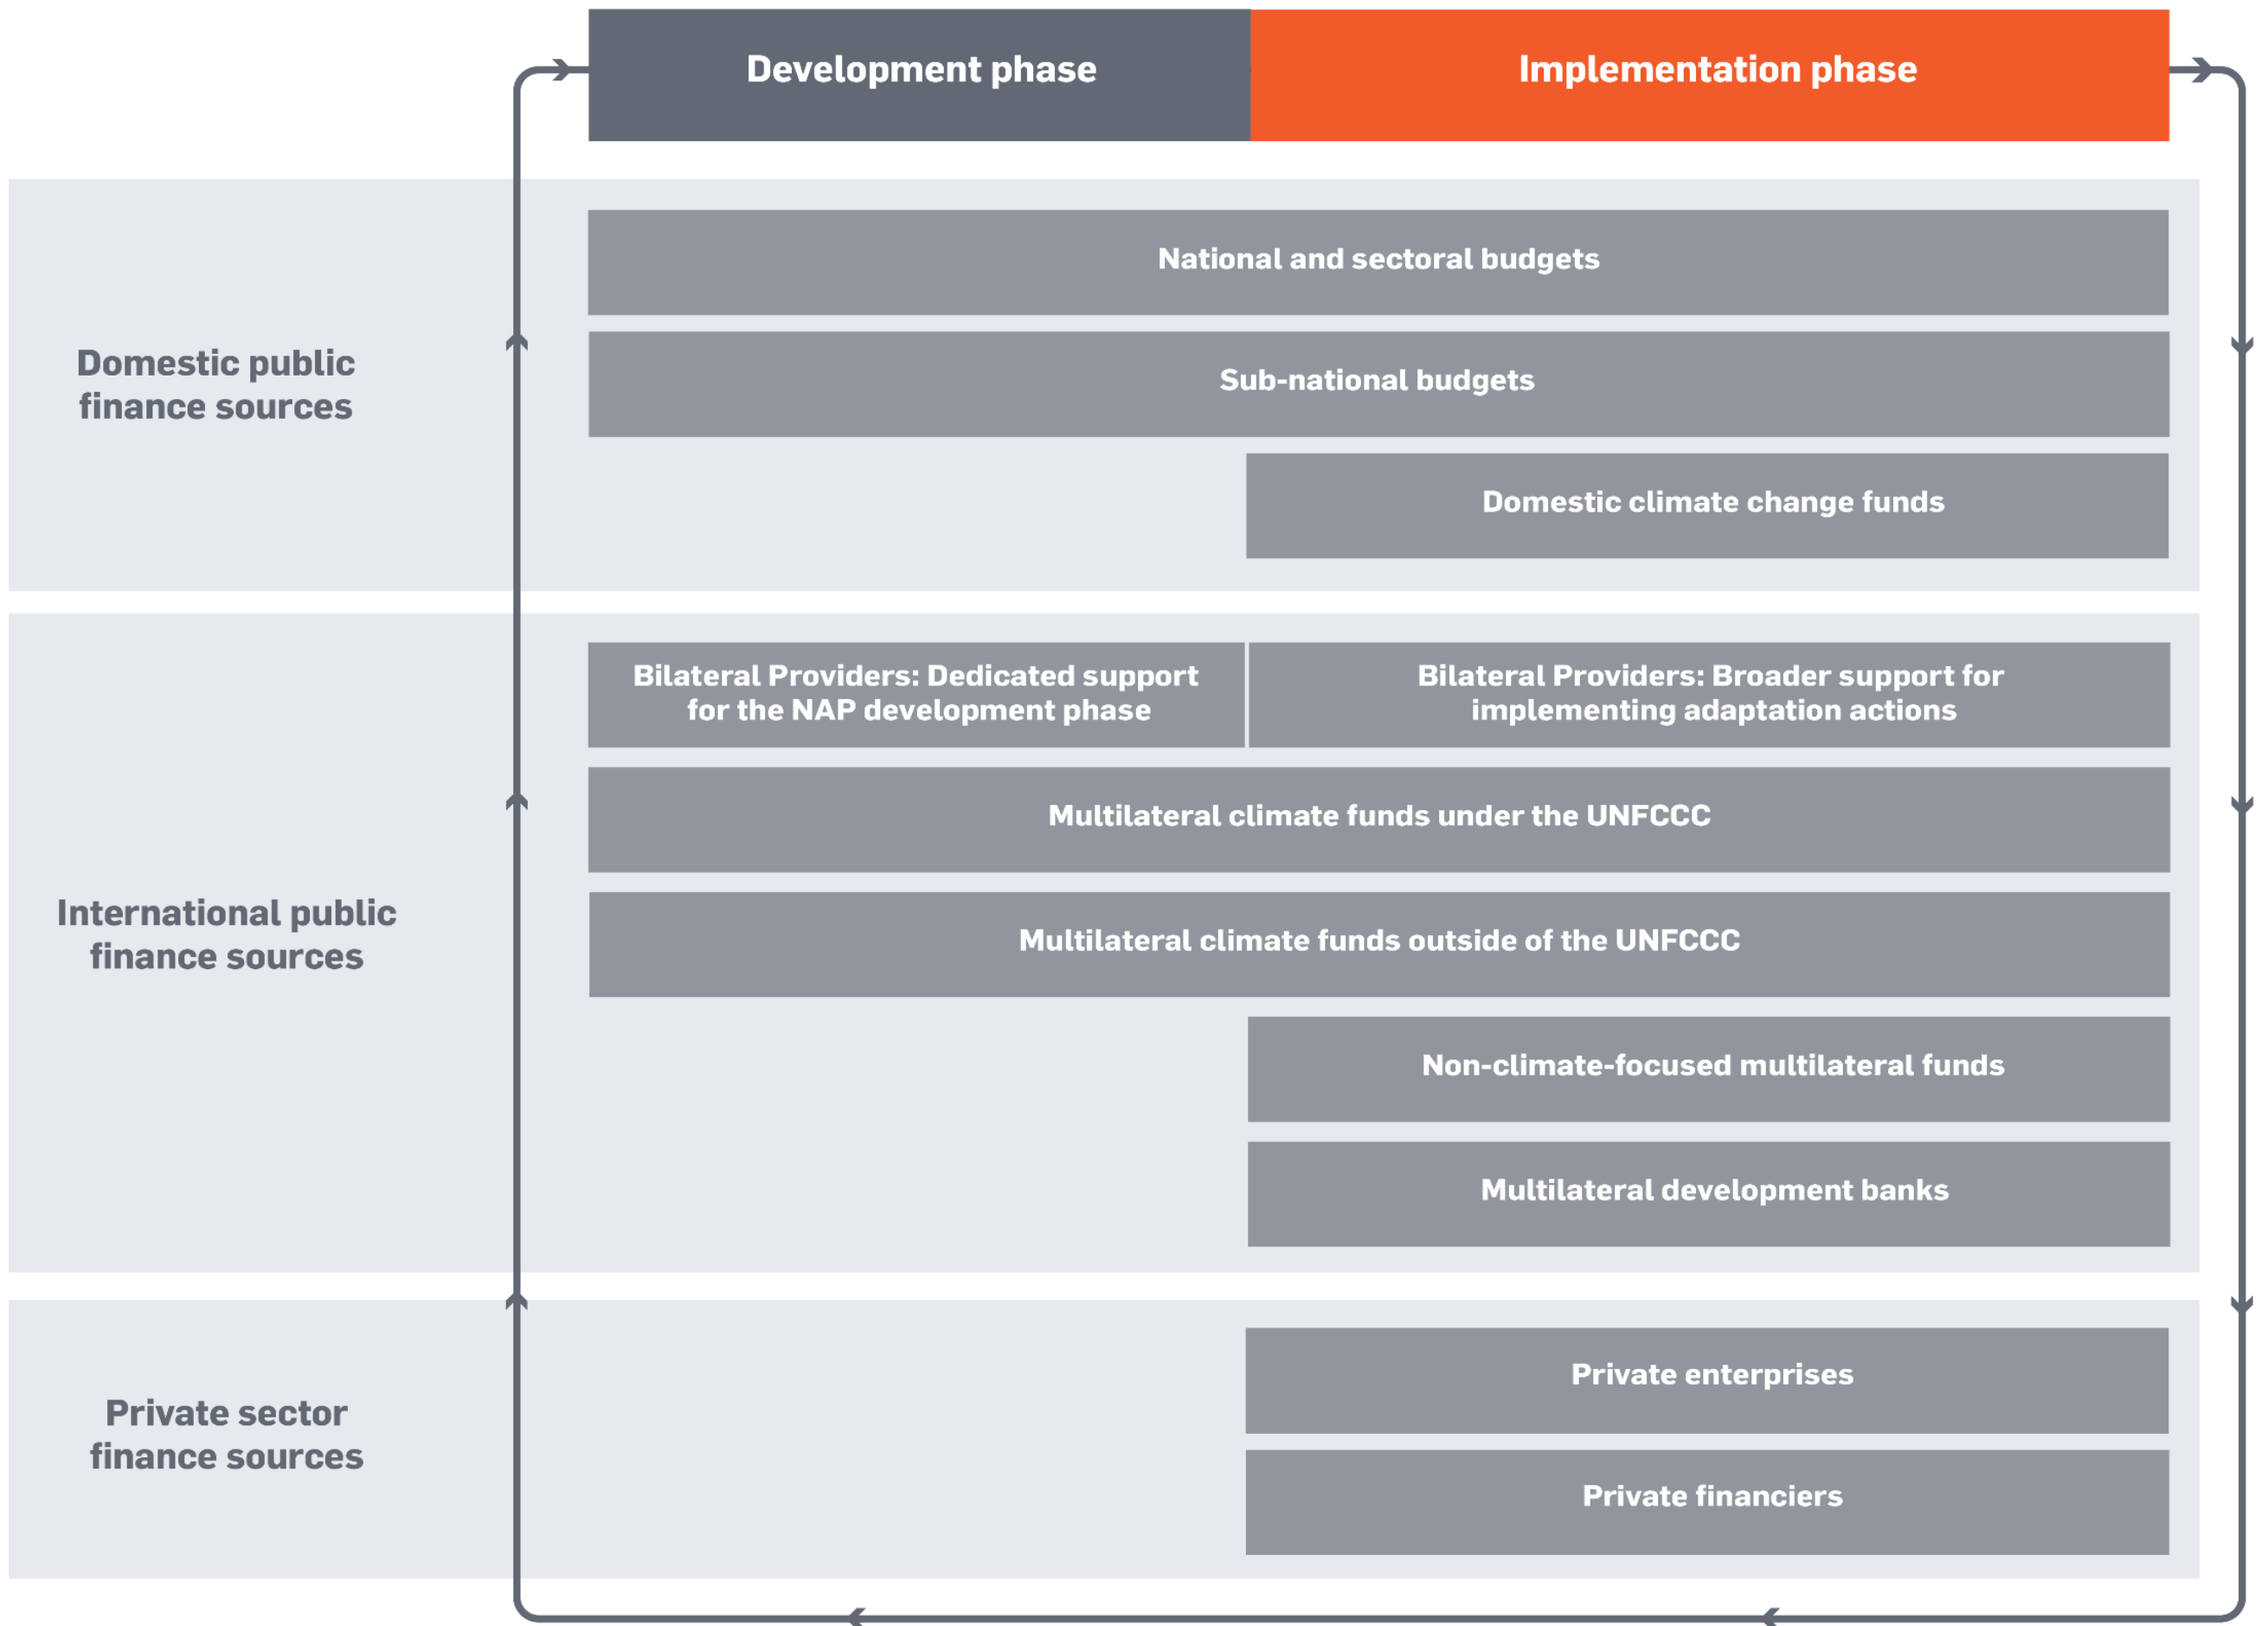 Development phase
Implementation phase
Domestic public
finance sources
National and sectoral budgets
Sub-national budgets
Domestic climate change funds
International public
finance sources
Bilateral Providers: Dedicated support
for the NAP development phase
Bilateral Providers: Broader support for
implementing adaptation actions
Multilateral climate funds under the UNFCCC
Multilateral climate funds outside of the UNFCCC
Non-climate-focused multilateral funds
Multilateral development banks
Private sector
finance sources
Private enterprises
Private financiers